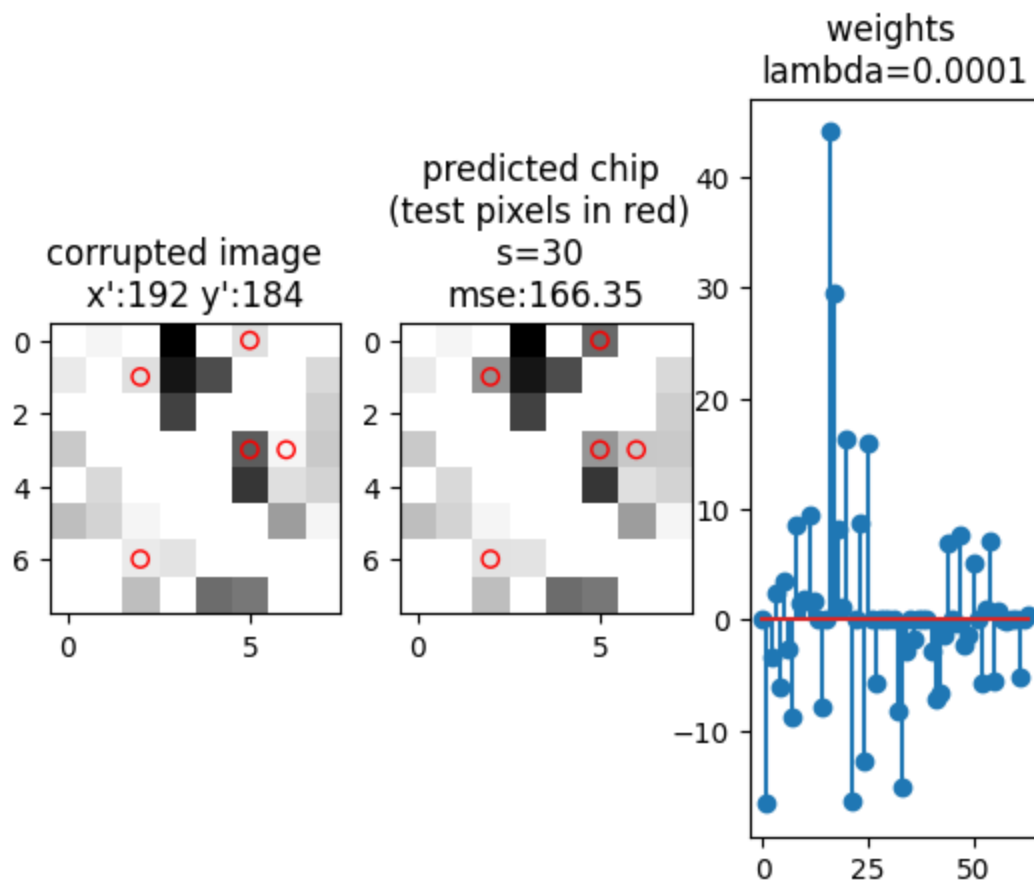 weights
lambda=0.0001
predicted chip
(test pixels in red)
s=30
mse:166.35
corrupted image
x':192 y':184
0
2
4
6
0
5
0
2
4
6
0
5
40
30
20
10
0
−10
0
25
50